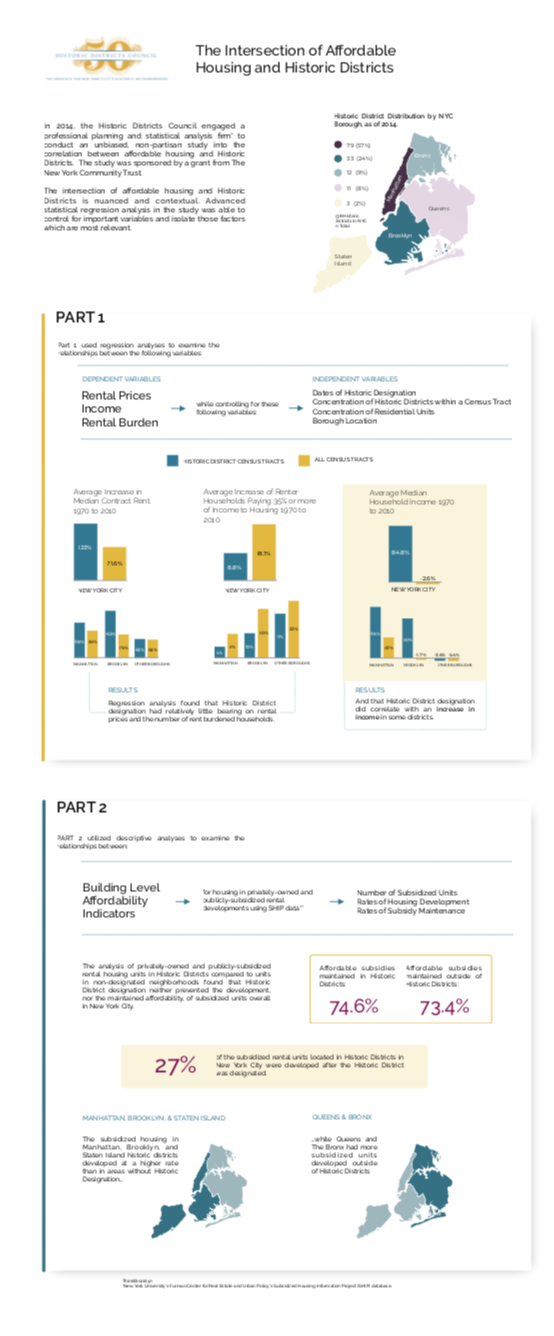 HISTORIC DISTRICTS COUNCIL
50
The Intersection of Affordable
Housing and Historic Districts
In 2014, the Historic Districts Council engaged a
professional planning and statistical analysis firm* to
conduct an unbiased, non-partisan study into the
correlation between affordable housing and Historic
Districts. The study was sponsored by a grant from The
New York Community Trust.
The intersection of affordable housing and Historic
Districts is nuanced and contextual. Advanced
statistical regression analysis in the study was able to
control for important variables and isolate those factors
which are most relevant.
Historic District Distribution by NYC
Borough, as of 2014.
79 (57%)
33 (24%)
12 (9%)
11 (8%)
3 (2%)
Bronx
Manhattan
Queens
Brooklyn
Staten
Island
PART 1
Part 1 used regression analyses to examine the
relationships between the following variables
DEPENDENT VARIABLES
Rental Prices
Income
Rental Burden
while controlling for these
following variables
INDEPENDENT VARIABLES
Dates of Historic Designation
Concentration of Historic Districts within a Census Tract
Concentration of Residential Units
Borough Location
HISTORIC DISTRICT CENSUS TRACTS
ALL CENSUS TRACTS
Average Increase in
Median Contract Rent,
1970 to 2010
NEW YORK CITY
MANHATTAN BROOKLYN OTHER BOROUGHS
Average Increase of Renter
Households Paying 35% or more
of Income to Housing 1970 to
2010
8.8%
NEW YORK CITY
MANHATTAN BROOKLYN OTHER BOROUGHS
Average Median
Household Income 1970
to 2010
84.8%
2.6%
NEW YORK CITY
MANHATTAN BROOKLYN OTHER BOROUGHS
RESULTS
Regression analysis found that Historic District
designation had relatively little bearing on rental
prices and the number of rent burdened households.
RESULTS
And that Historic District designation
did correlate with an increase in
income in some districts.
PART 2
PART 2 utilized descriptive analyses to examine the
relationships between:
Building Level
Affordability
Indicators
for housing in privately-owned and
publicly-subsidized rental
developments using SHIP data**
Number of Subsidized Units
Rates of Housing Development
Rates of Subsidy Maintenance
The analysis of privately-owned and publicly-subsidized
rental housing units in Historic Districts compared to units
in non-designated neighborhoods found that Historic
District designation neither prevented the development,
nor the maintained affordability, of subsidized units overall
in New York City.
Affordable subsidies
maintained in Historic
Districts:
74.6%
Affordable subsidies
maintained outside of
Historic Districts:
73.4%
27%
of the subsidized rental units located in Historic Districts in
New York City were developed after the Historic District
was designated.
MANHATTAN, BROOKLYN, & STATEN ISLAND
The subsidized housing in
Manhattan, Brooklyn, and
Staten Island historic districts
developed at a higher rate
than in areas without Historic
Designation...
QUEENS & BRONX
...while Queens and
The Bronx had more
subsidized units
developed outside
of Historic Districts
*ThinkBrooklyn
**New York University's Furman Center for Real Estate and Urban Policy's Subsidized Housing Information Project (SHIP) database.